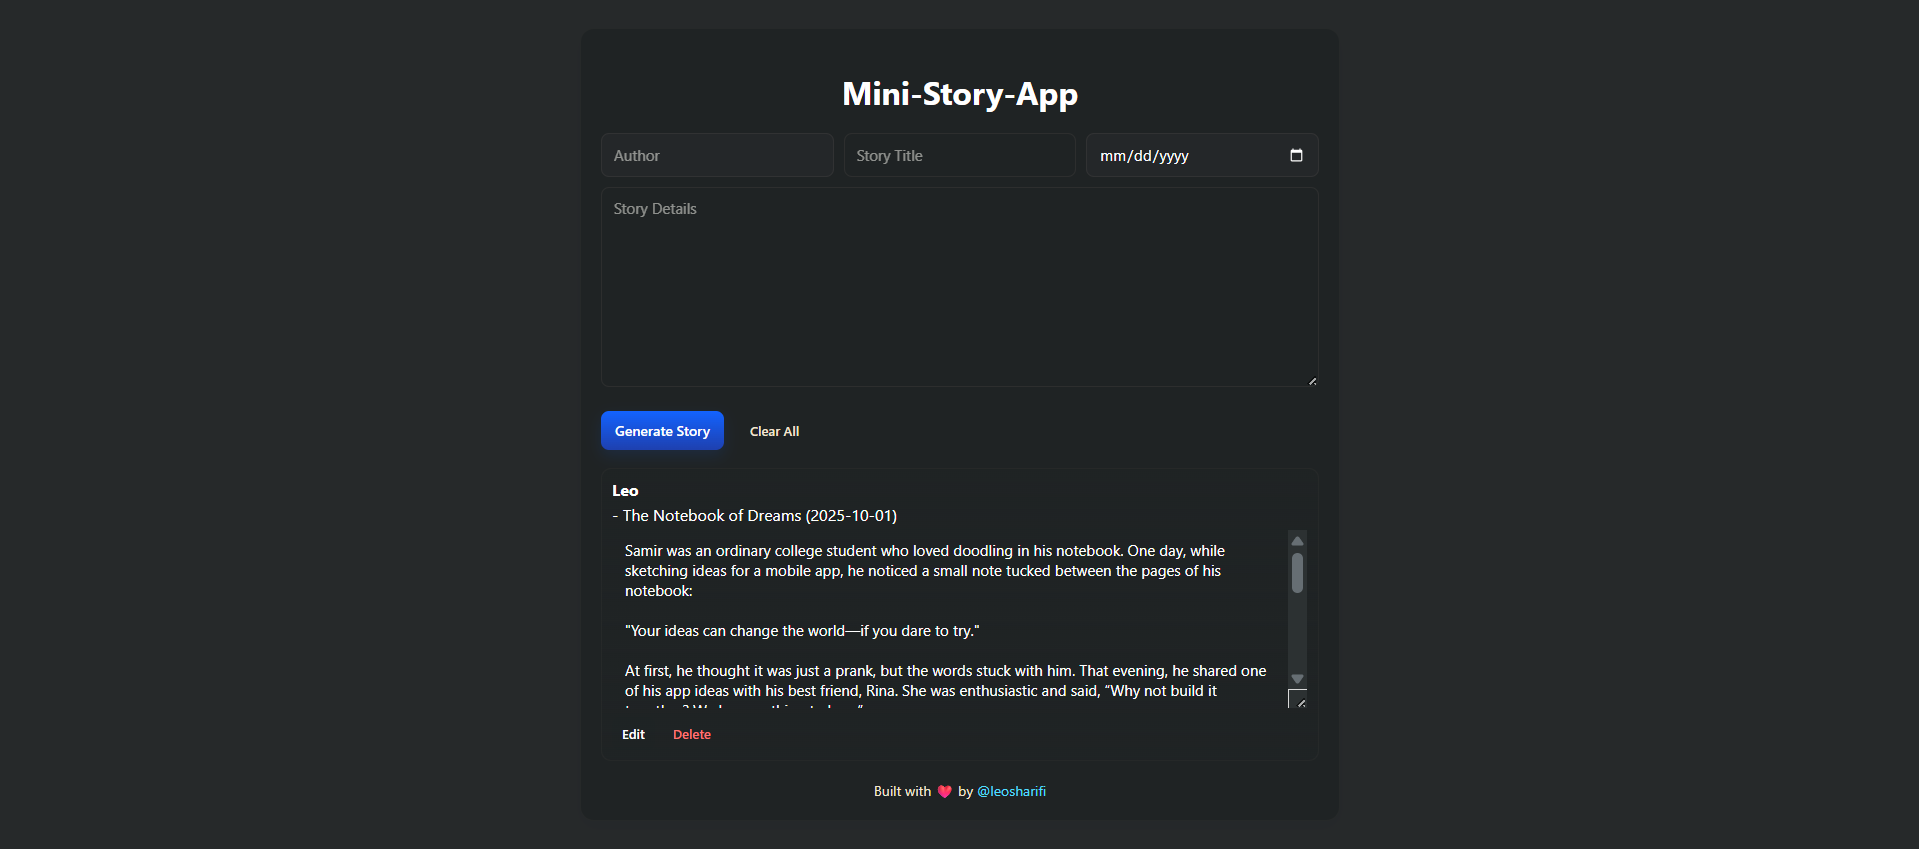 Mini-Story-App
Author
Story Title
mm/dd/yyyy
Story Details
Generate Story
Clear All
Leo
- The Notebook of Dreams (2025-10-01)
Samir was an ordinary college student who loved doodling in his notebook. One day, while
sketching ideas for a mobile app, he noticed a small note tucked between the pages of his
notebook:
"Your ideas can change the world—if you dare to try."
At first, he thought it was just a prank, but the words stuck with him. That evening, he shared one
of his app ideas with his best friend, Rina. She was enthusiastic and said, “Why not build it
Edit
Delete
Built with ❤️ by @leosharifi